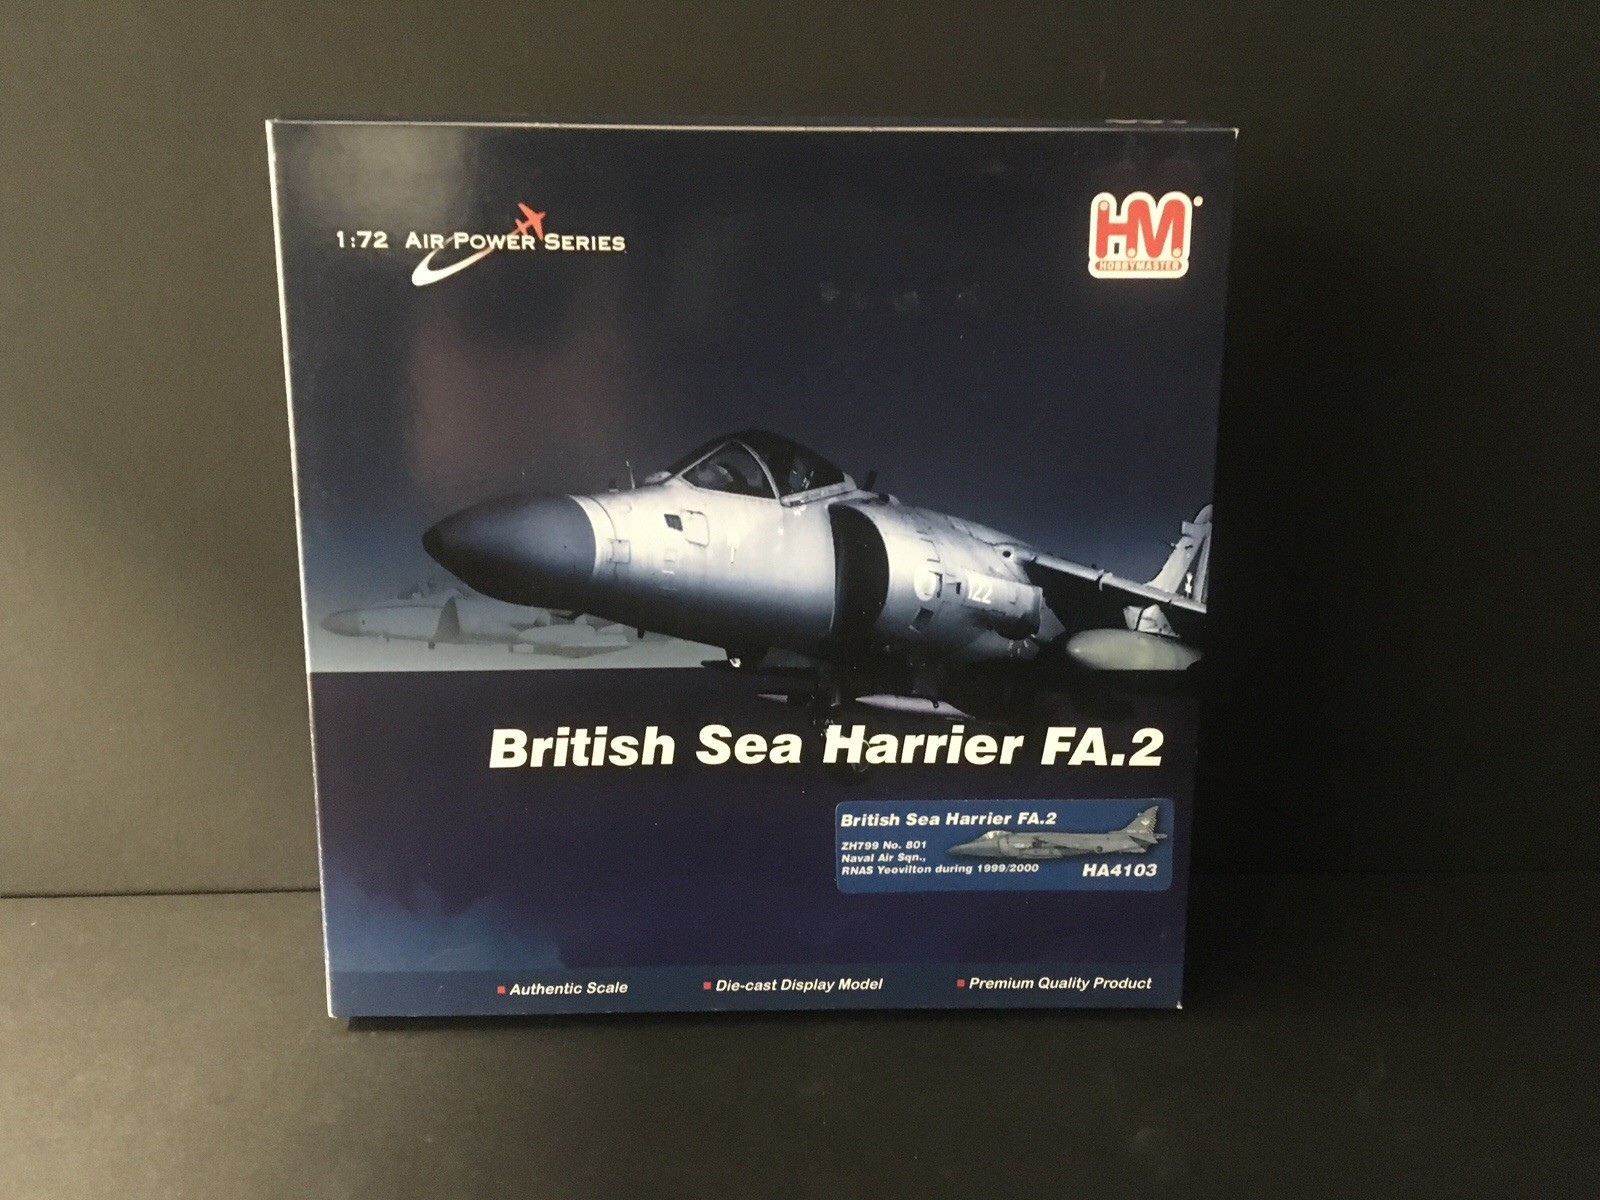 1:72 AIR POWER SERIES
HM
HOBBYMASTER
122
British Sea Harrier FA.2
British Sea Harrier FA.2
ZH799 No. 801
Naval Air Sqn.,
RNAS Yeovilton during 1999/2000
HA4103
Authentic Scale
Die-cast Display Model
Premium Quality Product